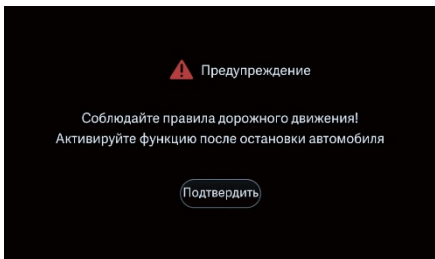 Предупреждение
Соблюдайте правила дорожного движения!
Активируйте функцию после остановки автомобиля
Подтвердить